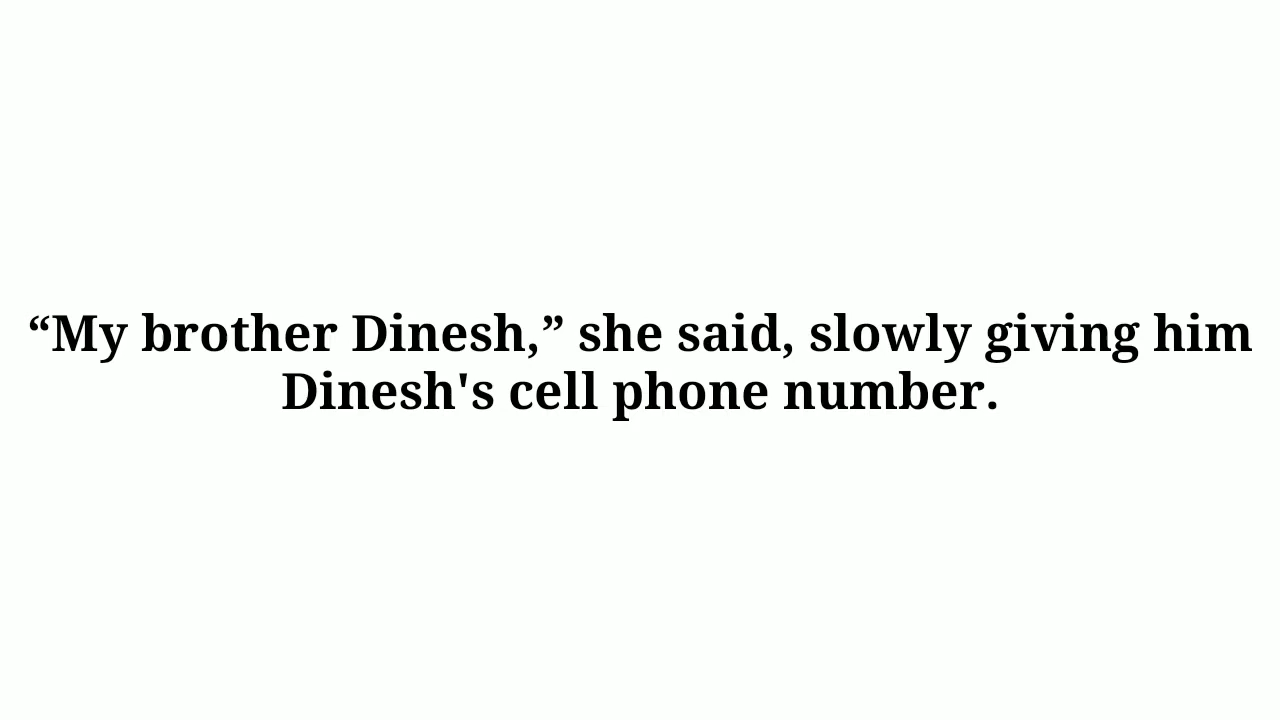 “My brother Dinesh,” she said, slowly giving him
Dinesh's cell phone number.